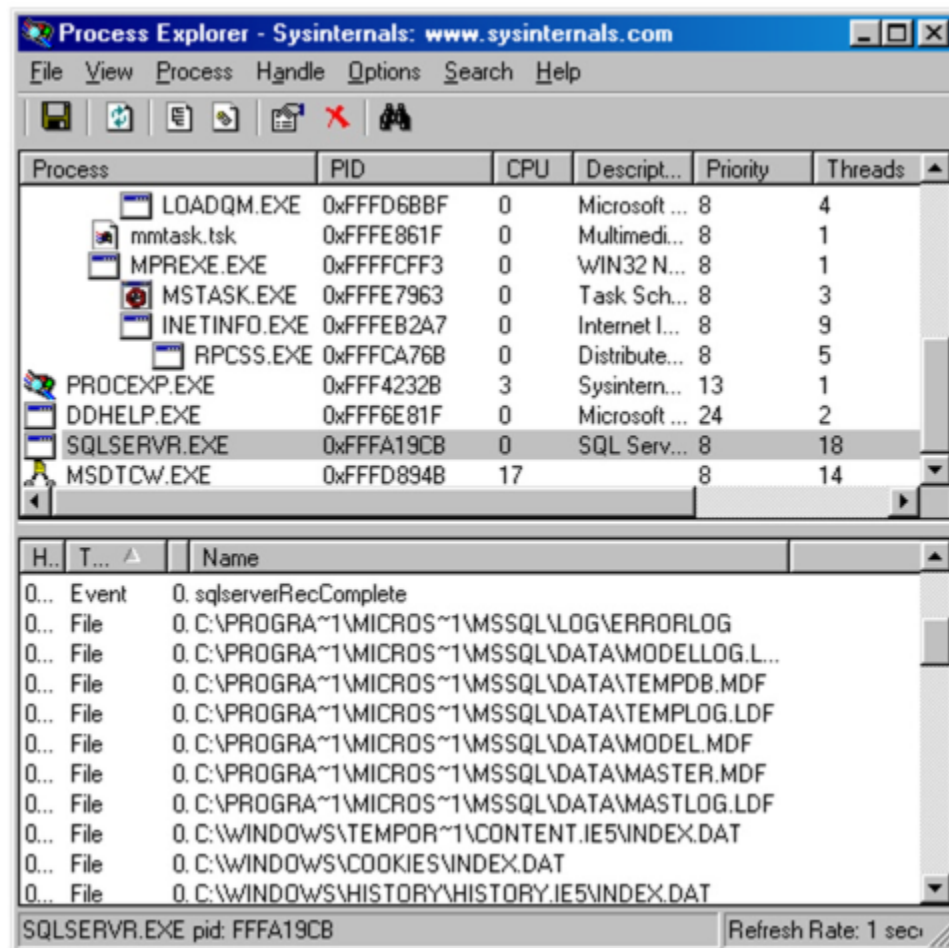 Process Explorer - Sysinternals: www.sysinternals.com
File View Process Handle Options Search Help
Process PID CPU Descript... Priority Threads
LOADQM.EXE 0xFFFD6BBF 0 Microsoft ... 8 4
mmtask.tsk 0xFFFE861F 0 Multimedi... 8 1
MPREXE.EXE 0xFFFFCFF3 0 WIN32 N... 8 1
MSTASK.EXE 0xFFFE7963 0 Task Sch... 8 3
INETINFO.EXE 0xFFFEB2A7 0 Internet I... 8 9
RPCSS.EXE 0xFFFCA76B 0 Distribute... 8 5
PROCEXP.EXE 0xFFF4232B 3 Sysintern... 13 1
DDHELP.EXE 0xFFF6E81F 0 Microsoft ... 24 2
SQLSERVR.EXE 0xFFFA19CB 0 SQL Serv... 8 18
MSDTCW.EXE 0xFFFD894B 17 8 14
H.. T... Name
0... Event 0. sqlserverRecComplete
0... File 0. C:\PROGRA~1\MICROS~1\MSSQL\LOG\ERRORLOG
0... File 0. C:\PROGRA~1\MICROS~1\MSSQL\DATA\MODELLOG.L...
0... File 0. C:\PROGRA~1\MICROS~1\MSSQL\DATA\TEMPDB.MDF
0... File 0. C:\PROGRA~1\MICROS~1\MSSQL\DATA\TEMPLOG.LDF
0... File 0. C:\PROGRA~1\MICROS~1\MSSQL\DATA\MODEL.MDF
0... File 0. C:\PROGRA~1\MICROS~1\MSSQL\DATA\MASTER.MDF
0... File 0. C:\PROGRA~1\MICROS~1\MSSQL\DATA\MASTLOG.LDF
0... File 0. C:\WINDOWS\TEMPOR~1\CONTENT.IE5\INDEX.DAT
0... File 0. C:\WINDOWS\COOKIES\INDEX.DAT
0... File 0. C:\WINDOWS\HISTORY\HISTORY.IE5\INDEX.DAT
SQLSERVR.EXE pid: FFFA19CB Refresh Rate: 1 sec